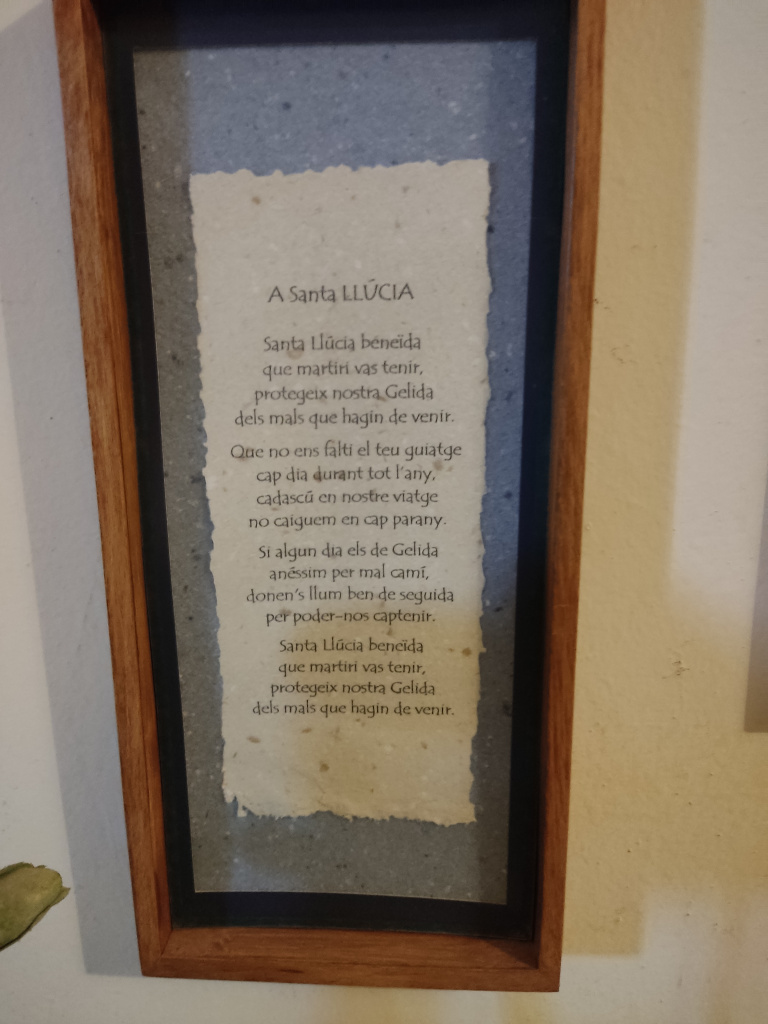 A Santa LLÚCIA
Santa Llúcia beneïda
que martiri vas tenir,
protegeix nostra Gelida
dels mals que hagin de venir.
Que no ens falti el teu guiatge
cap dia durant tot l'any,
cadascú en nostre viatge
no caiguem en cap parany.
Si algun dia els de Gelida
anéssim per mal camí,
donen's llum ben de seguida
per poder-nos captenir.
Santa Llúcia beneïda
que martiri vas tenir,
protegeix nostra Gelida
dels mals que hagin de venir.